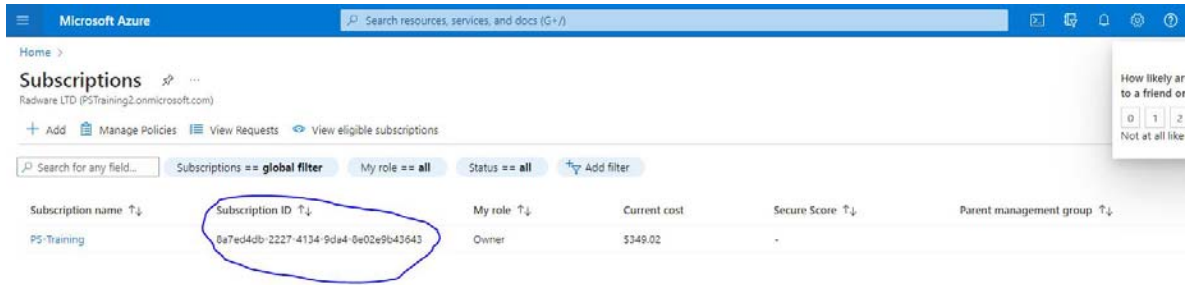 Microsoft Azure
Search resources, services, and docs (G+/)
Home >
Subscriptions ...
Radware LTD (PSTraining2.onmicrosoft.com)
+ Add Manage Policies View Requests View eligible subscriptions
Search for any field... Subscriptions == global filter My role == all Status == all Add filter
Subscription name ↑↓ Subscription ID ↑↓ My role ↑↓ Current cost Secure Score ↑↓ Parent management group ↑↓
PS-Training 8a7ed4db-2227-4134-9da4-8e02e9b43643 Owner $349.02 -
How likely ar
to a friend or
0 1 2
Not at all like